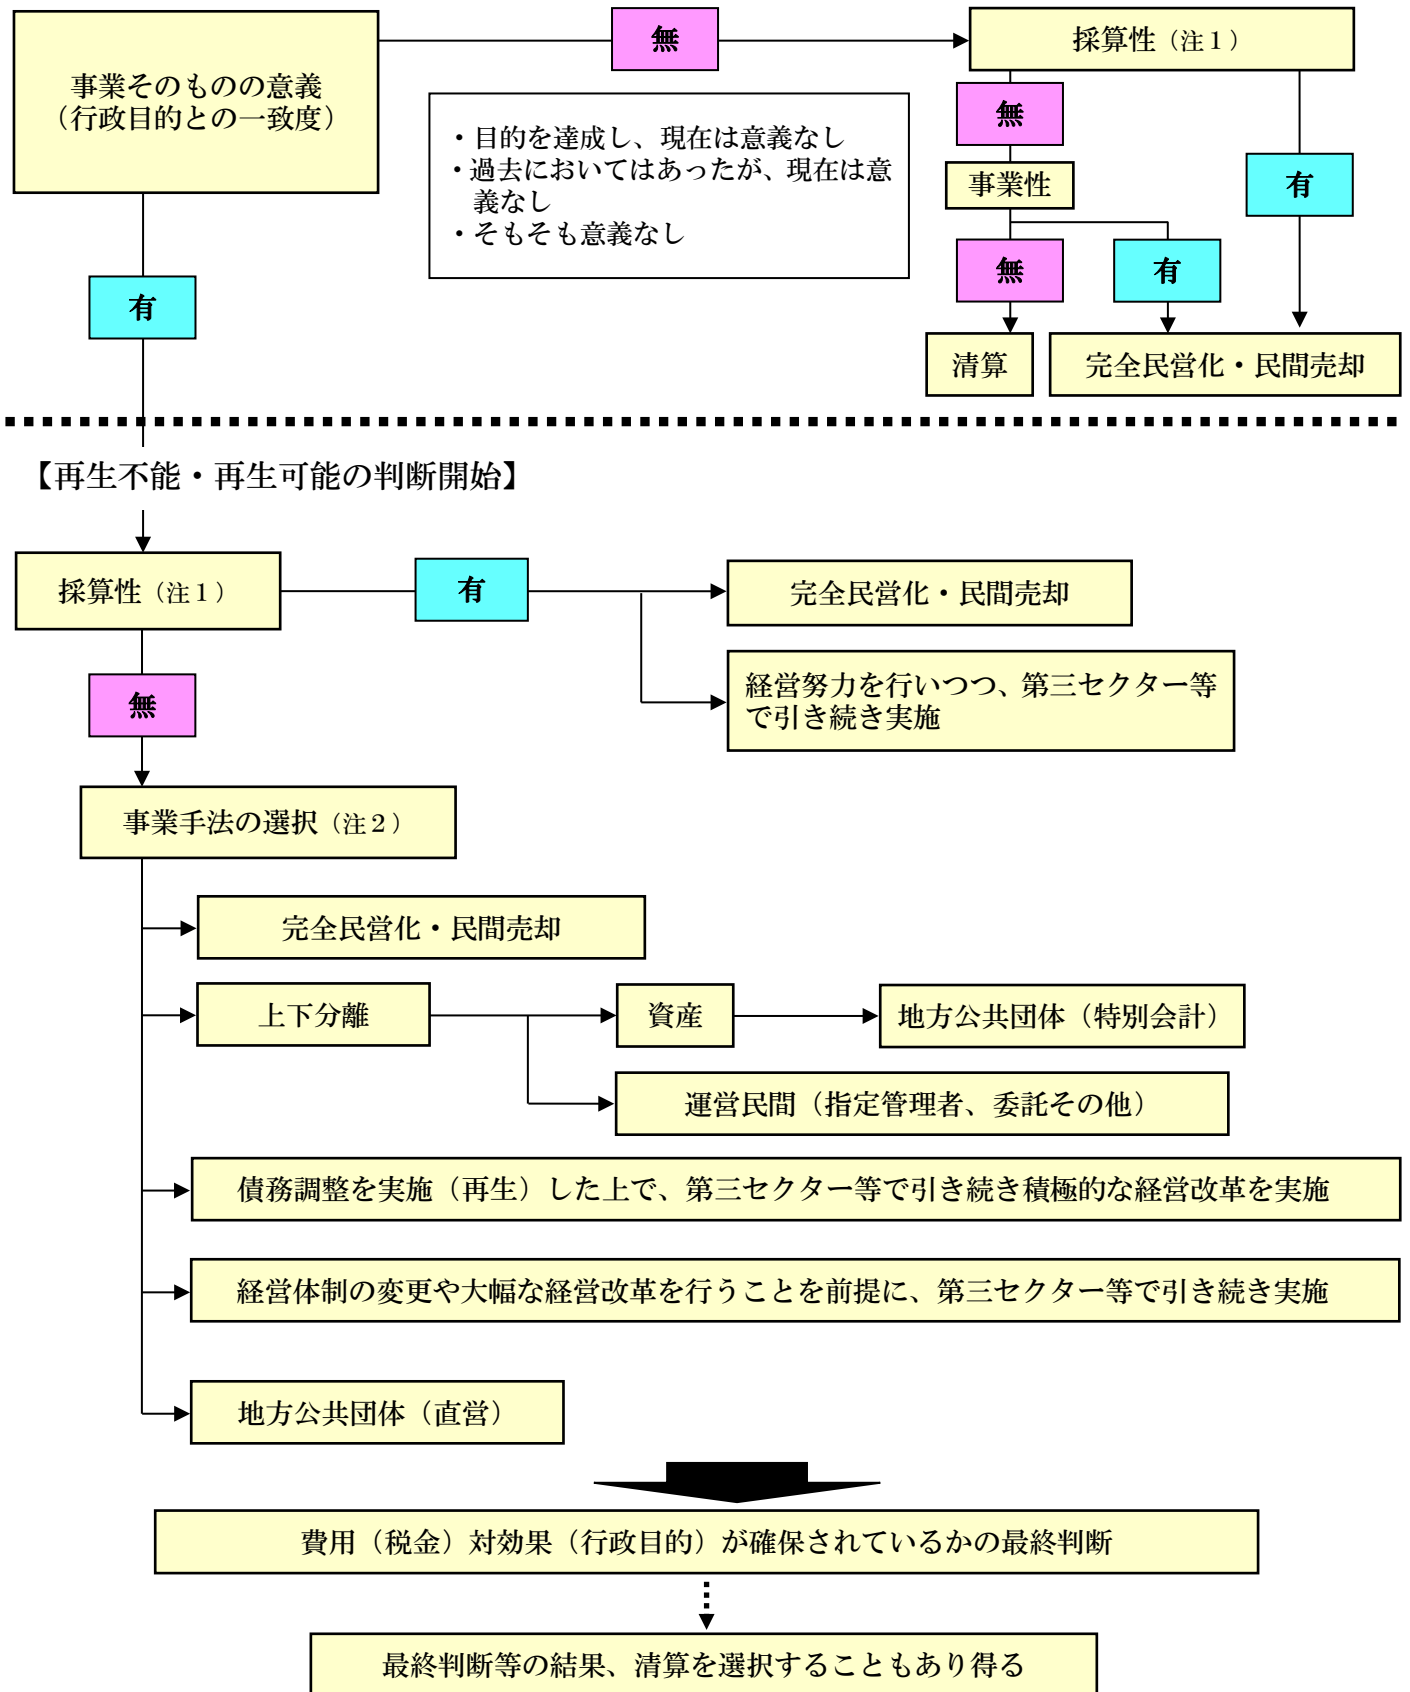 事業そのものの意義
（行政目的との一致度）
無
採算性（注１）
・目的を達成し、現在は意義なし
・過去においてはあったが、現在は意
義なし
・そもそも意義なし
無
事業性
有
無
有
清算
完全民営化・民間売却
有
【再生不能・再生可能の判断開始】
採算性（注１）
有
完全民営化・民間売却
経営努力を行いつつ、第三セクター等
で引き続き実施
無
事業手法の選択（注２）
完全民営化・民間売却
上下分離
資産
地方公共団体（特別会計）
運営民間（指定管理者、委託その他）
債務調整を実施（再生）した上で、第三セクター等で引き続き積極的な経営改革を実施
経営体制の変更や大幅な経営改革を行うことを前提に、第三セクター等で引き続き実施
地方公共団体（直営）
費用（税金）対効果（行政目的）が確保されているかの最終判断
最終判断等の結果、清算を選択することもあり得る